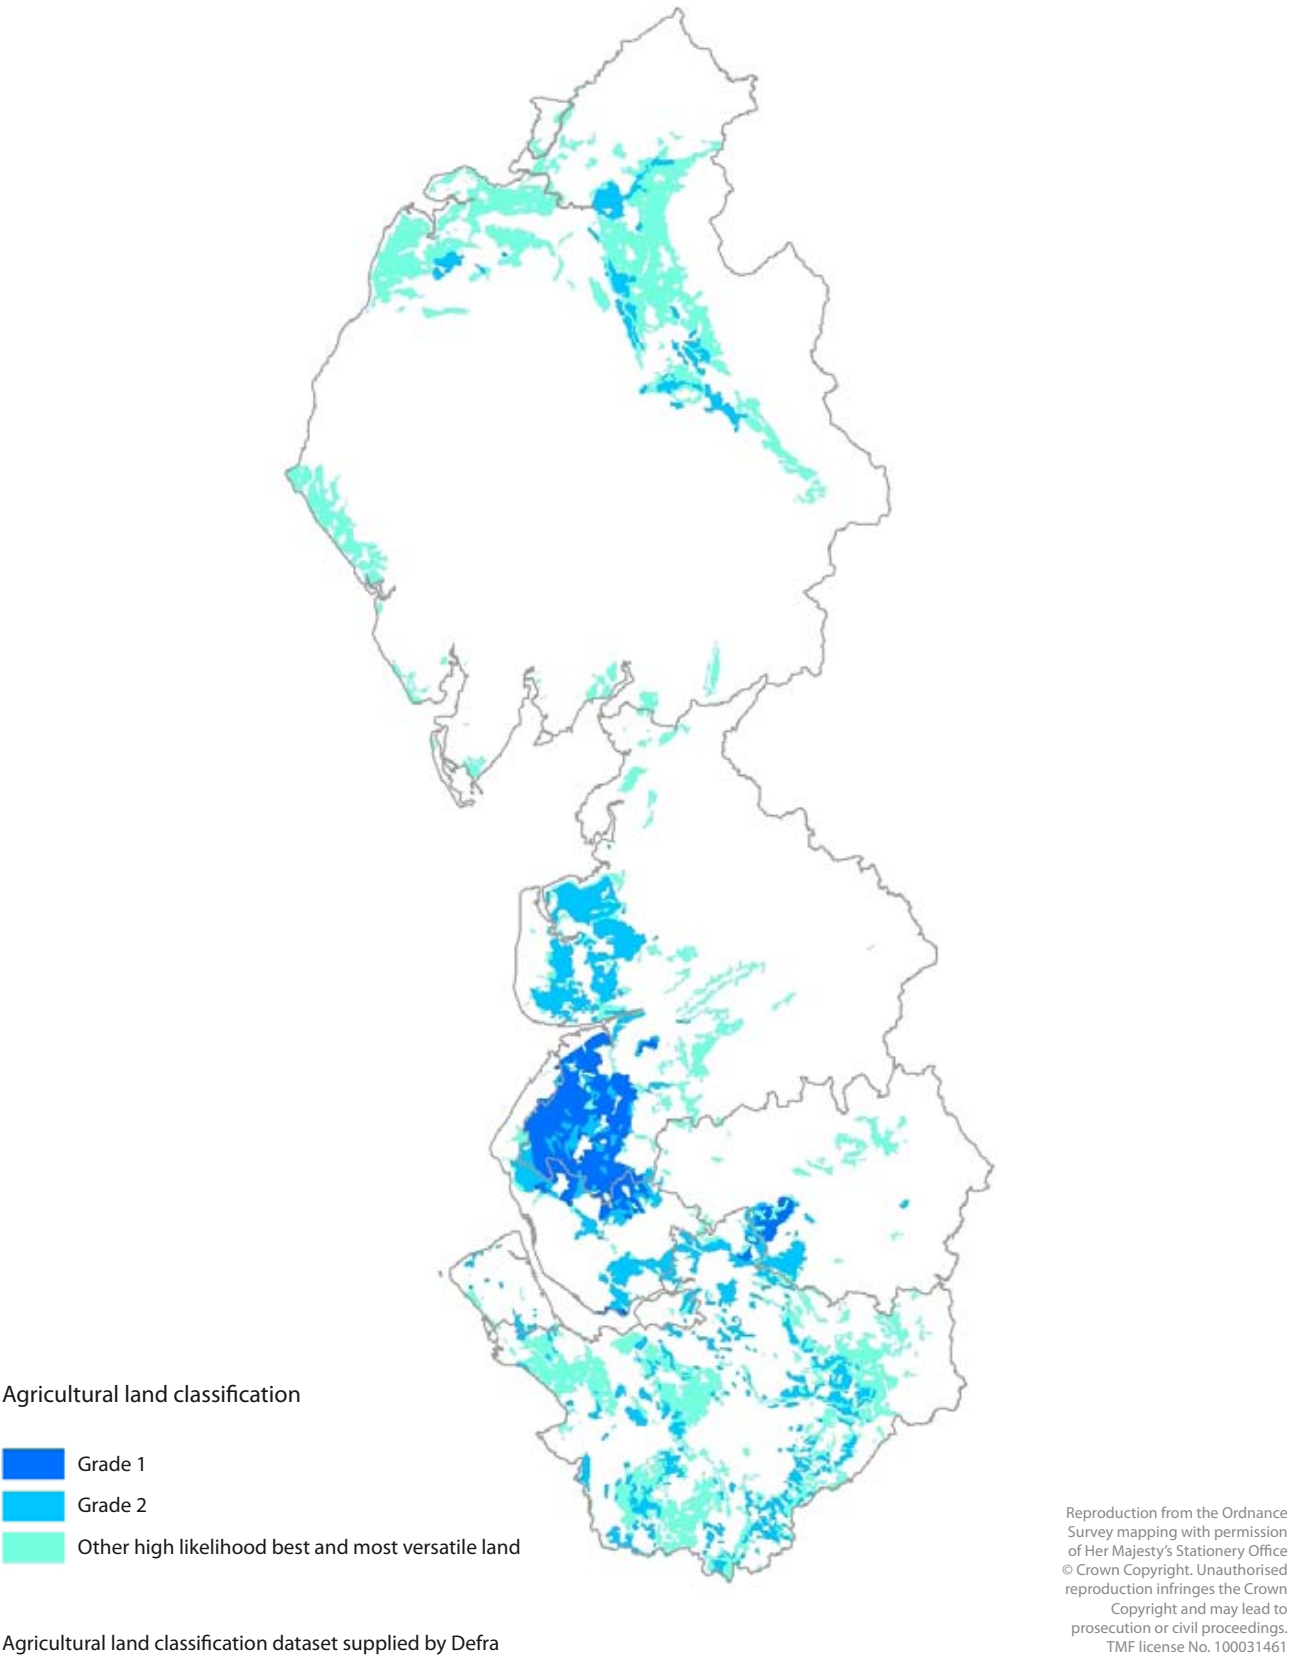 Agricultural land classification
Grade 1
Grade 2
Other high likelihood best and most versatile land
Agricultural land classification dataset supplied by Defra
Reproduction from the Ordnance
Survey mapping with permission
of Her Majesty's Stationery Office
© Crown Copyright. Unauthorised
reproduction infringes the Crown
Copyright and may lead to
prosecution or civil proceedings.
TMF license No. 100031461